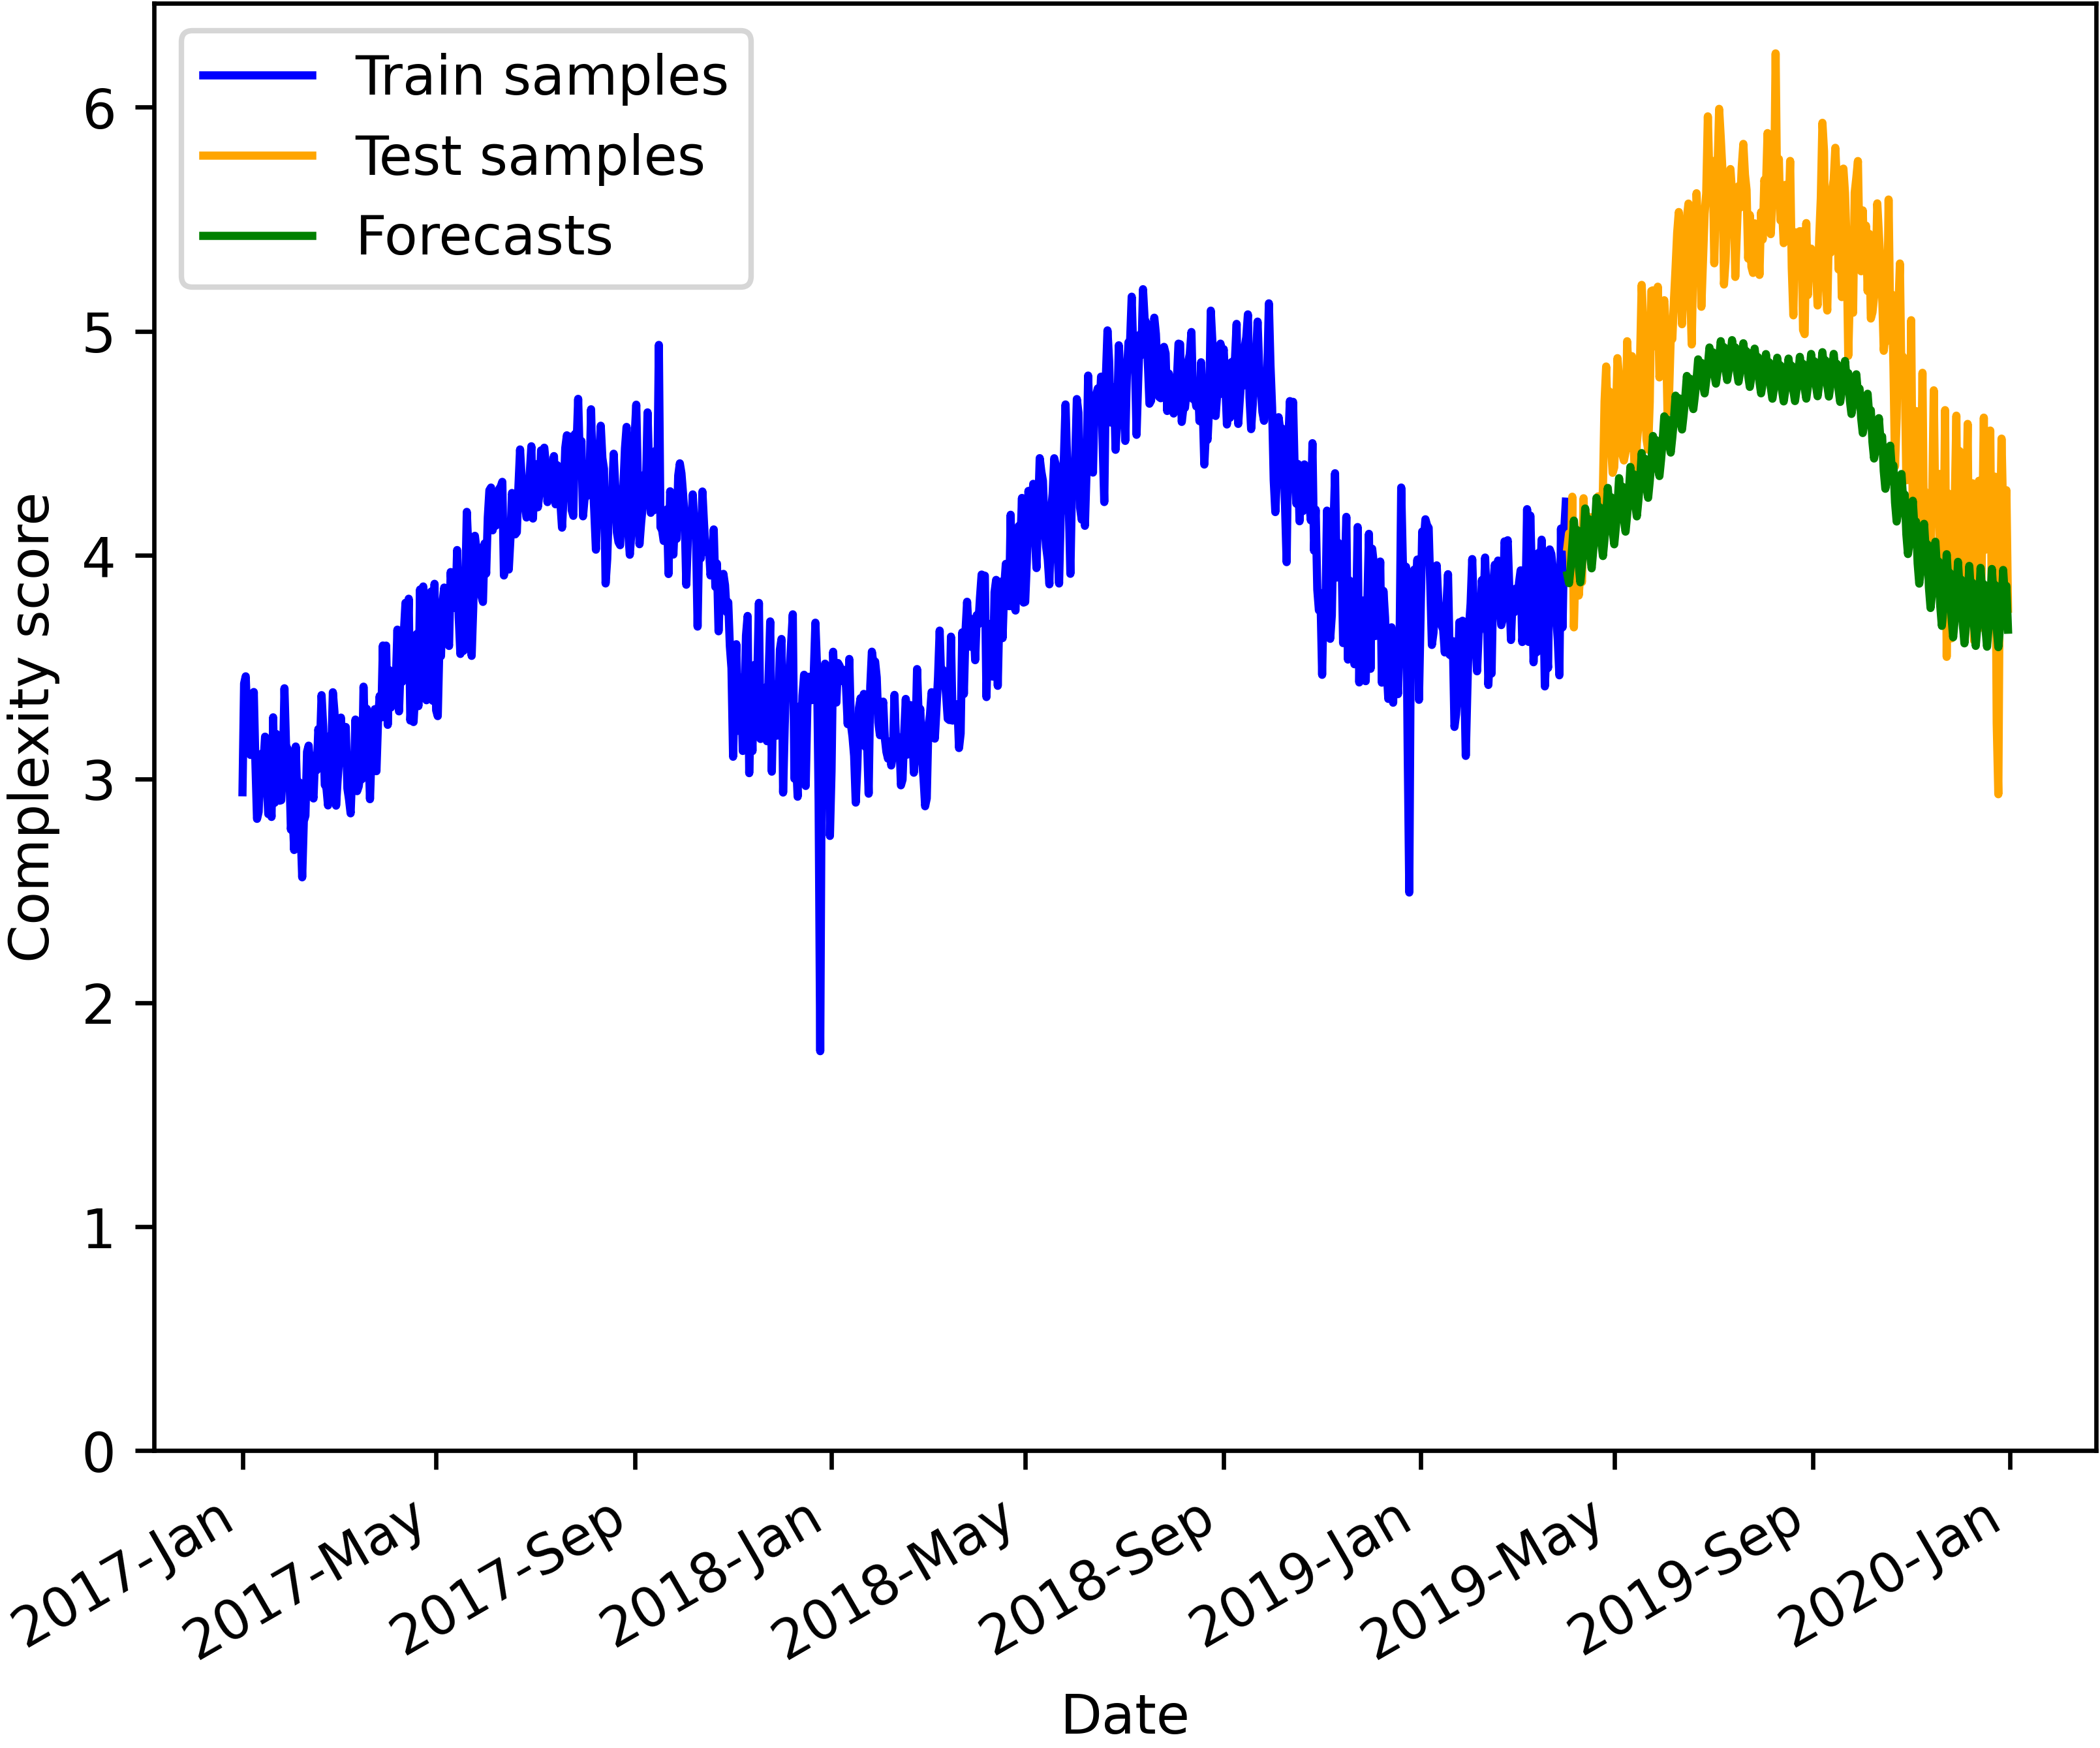 Train samples
Test samples
Forecasts
Complexity score
6
5
4
3
2
1
0
2017-Jan
2017-May
2017-Sep
2018-Jan
2018-May
2018-Sep
2019-Jan
2019-May
2019-Sep
2020-Jan
Date